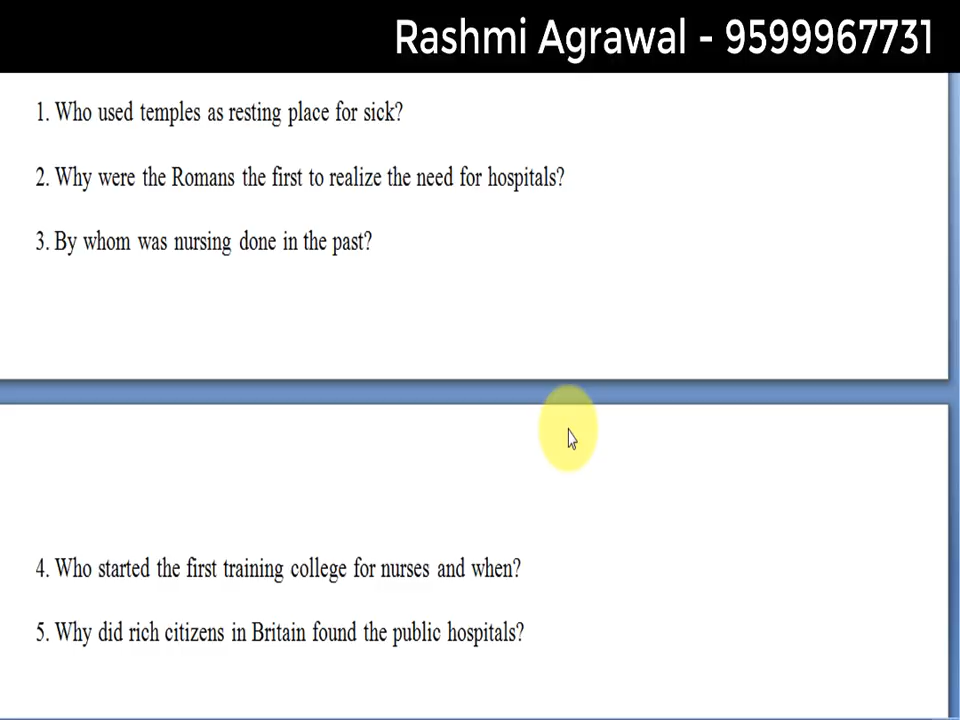 Rashmi Agrawal - 9599967731
1. Who used temples as resting place for sick?
2. Why were the Romans the first to realize the need for hospitals?
3. By whom was nursing done in the past?
4. Who started the first training college for nurses and when?
5. Why did rich citizens in Britain found the public hospitals?